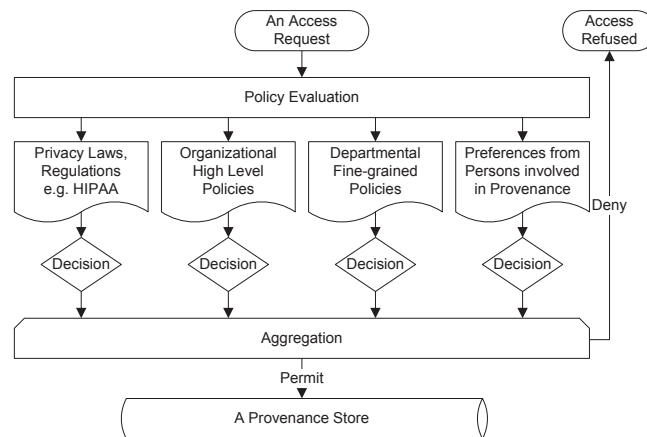 An Access
Request
Access
Refused
Policy Evaluation
Privacy Laws,
Regulations
e.g. HIPAA
Organizational
High Level
Policies
Departmental
Fine-grained
Policies
Preferences from
Persons involved
in Provenance
Deny
Decision
Decision
Decision
Decision
Aggregation
Permit
A Provenance Store